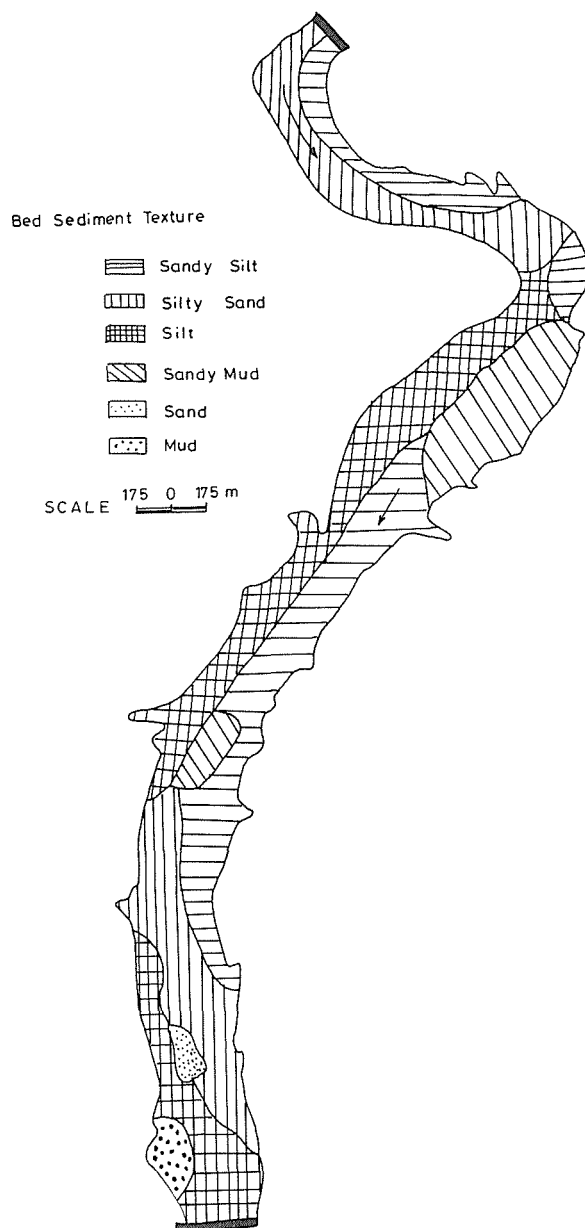 Bed Sediment Texture
Sandy Silt
Silty Sand
Silt
Sandy Mud
Sand
Mud
SCALE 175 0 175 m